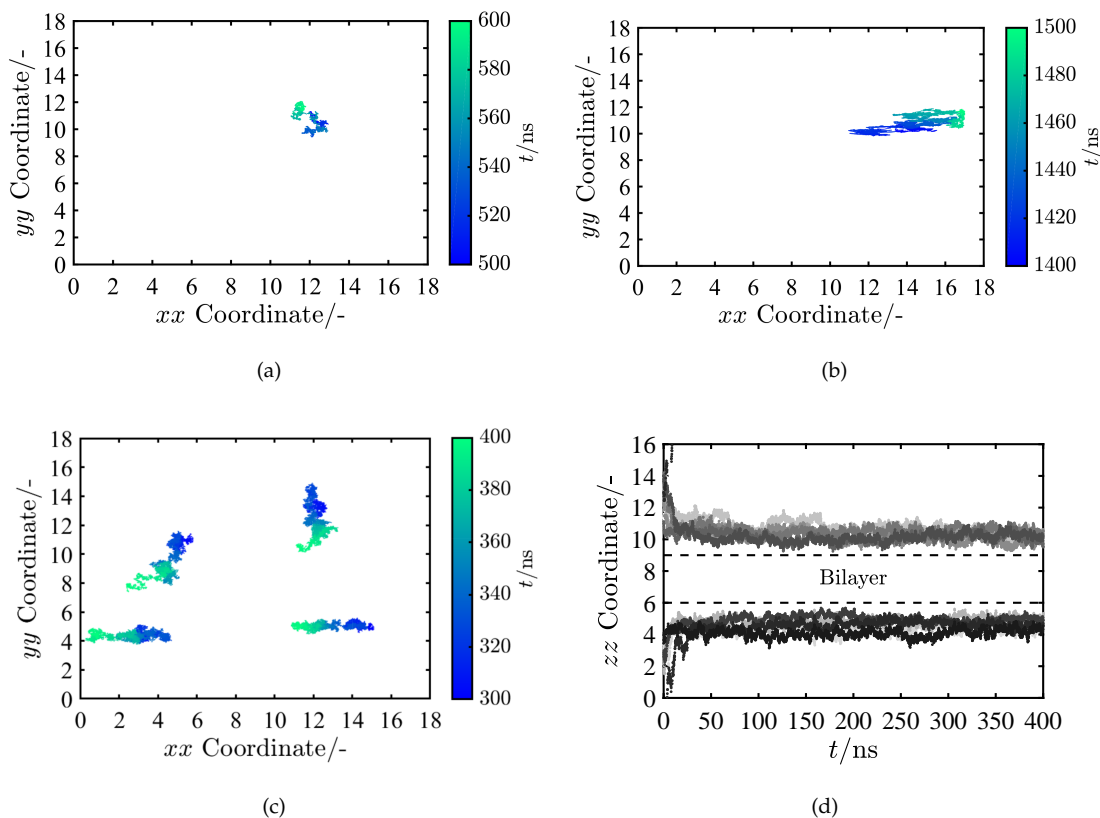 18
16
14
12
10
8
6
4
2
0
yy Coordinate/-
0 2 4 6 8 10 12 14 16 18
xx Coordinate/-
600
580
560
540
520
500
t/ns
(a)
18
16
14
12
10
8
6
4
2
0
yy Coordinate/-
0 2 4 6 8 10 12 14 16 18
xx Coordinate/-
1500
1480
1460
1440
1420
1400
t/ns
(b)
18
16
14
12
10
8
6
4
2
0
yy Coordinate/-
0 2 4 6 8 10 12 14 16 18
xx Coordinate/-
400
380
360
340
320
300
t/ns
(c)
16
14
12
10
8
6
4
2
0
zz Coordinate/-
Bilayer
0 50 100 150 200 250 300 350 400
t/ns
(d)